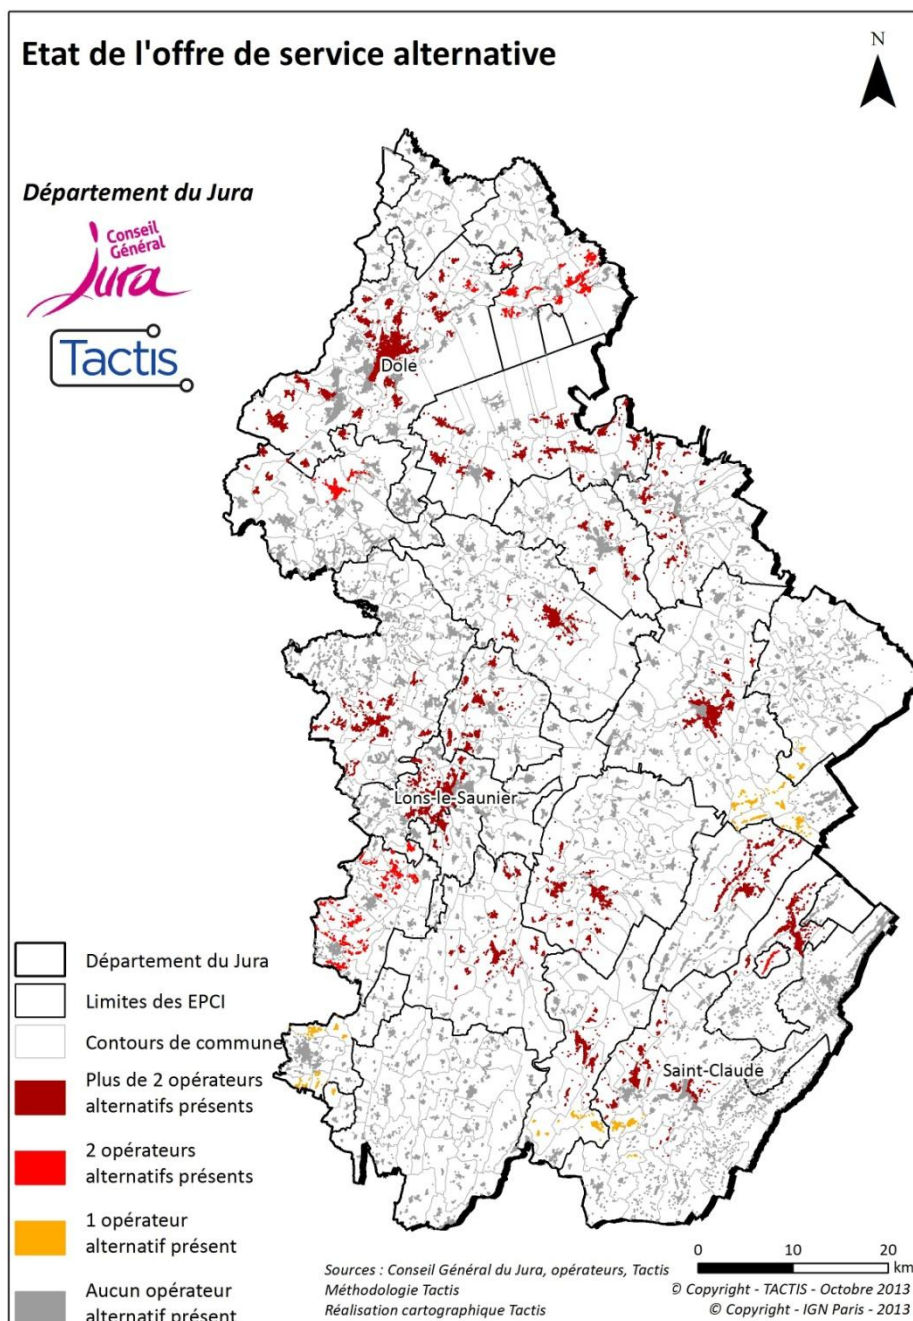 Etat de l'offre de service alternative
N
Département du Jura
Conseil
Général
Jura
Tactis
Dole
Lons-le-Saunier
Saint-Claude
Département du Jura
Limites des EPCI
Contours de commune
Plus de 2 opérateurs
alternatifs présents
2 opérateurs
alternatifs présents
1 opérateur
alternatif présent
Aucun opérateur
alternatif présent
0 10 20
km
Sources : Conseil Général du Jura, opérateurs, Tactis
Méthodologie Tactis
Réalisation cartographique Tactis
© Copyright - TACTIS - Octobre 2013
© Copyright - IGN Paris - 2013